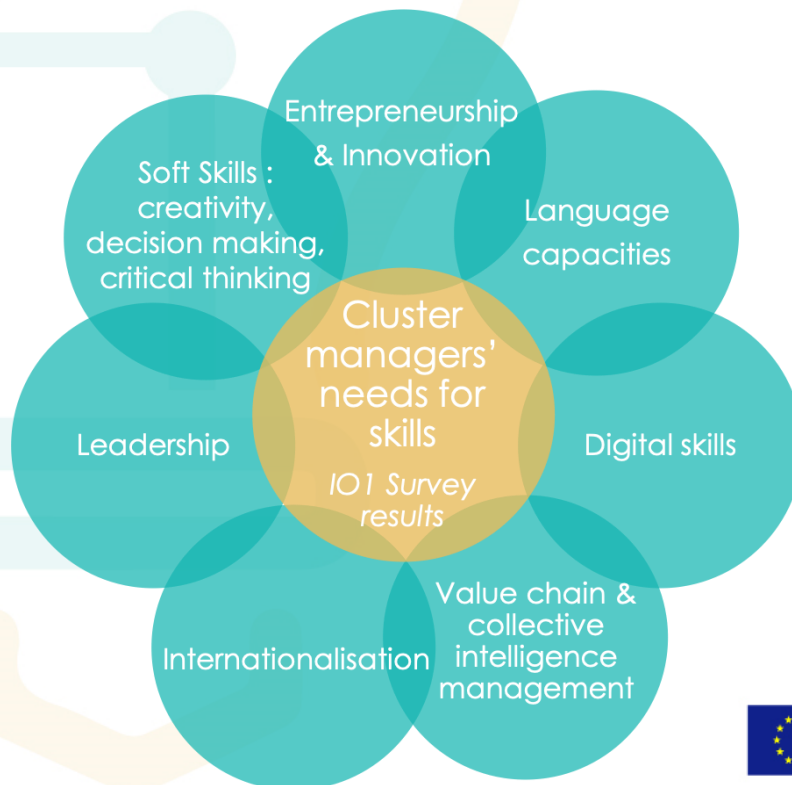 Entrepreneurship
& Innovation
Soft Skills :
creativity,
decision making,
critical thinking
Language
capacities
Cluster
managers’
needs for
skills
IO1 Survey
results
Leadership
Digital skills
Internationalisation
Value chain &
collective
intelligence
management